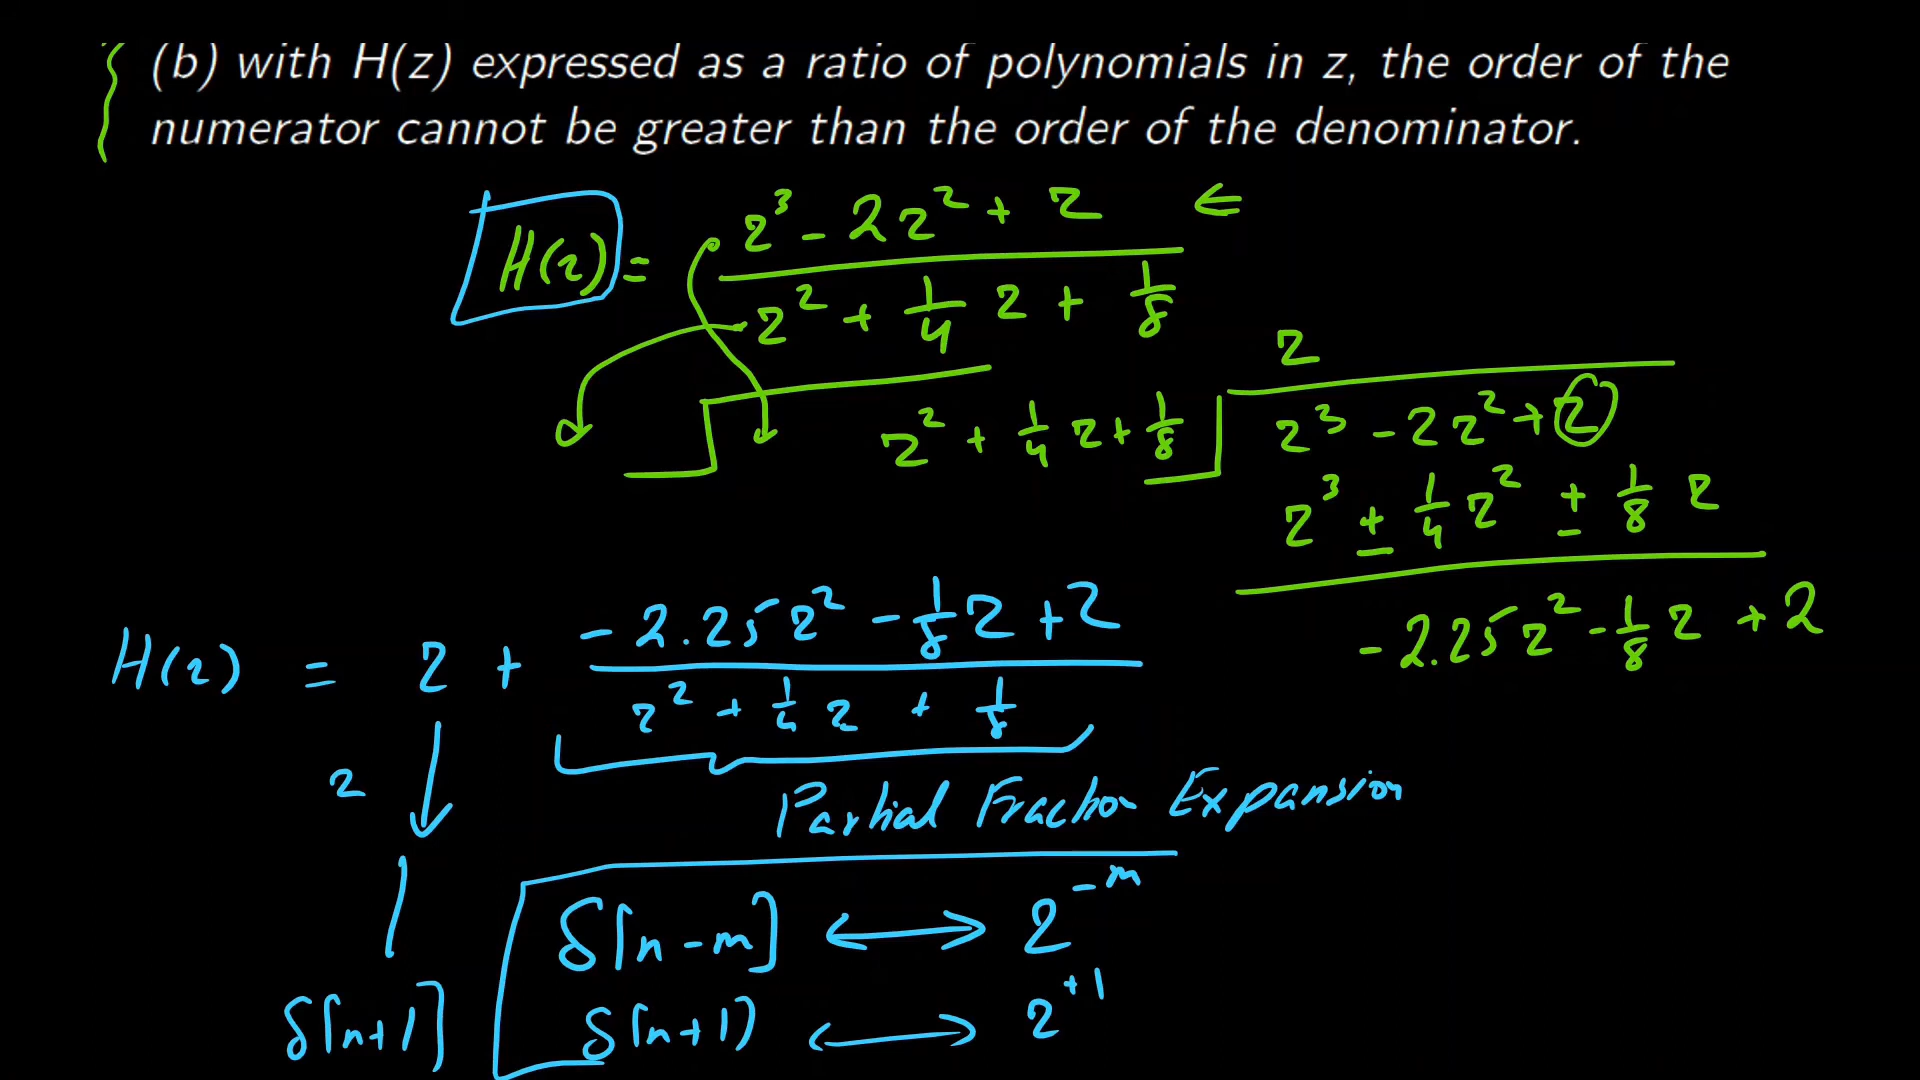 (b) with H(z) expressed as a ratio of polynomials in z, the order of the
numerator cannot be greater than the order of the denominator.
H(z) = (z³ - 2z² + z) / (z² + 1/4 z + 1/8) ⇐
z
z² + 1/4 z + 1/8 | z³ - 2z² + z
z³ ± 1/4 z² ± 1/8 z
-2.25z² - 1/8 z + z
H(z) = z + (-2.25z² - 1/8 z + z) / (z² + 1/4 z + 1/8)
z
Partial Fraction Expansion
δ[n-m] ⟷ z^-m
δ[n+1] δ[n+1] ⟷ z^+1